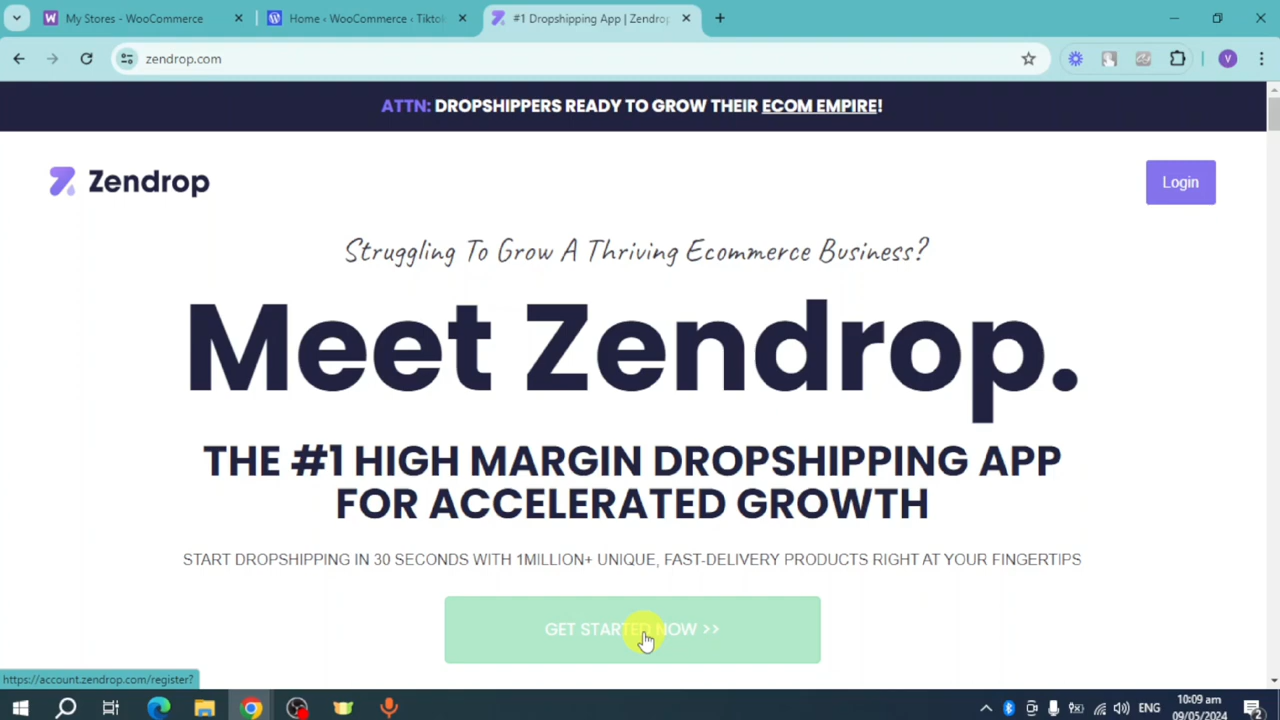 My Stores - WooCommerce
Home ‹ WooCommerce ‹ Tiktok
#1 Dropshipping App | Zendrop
zendrop.com
V
ATTN: DROPSHIPPERS READY TO GROW THEIR ECOM EMPIRE!
Zendrop
Login
Struggling To Grow A Thriving Ecommerce Business?
Meet Zendrop.
THE #1 HIGH MARGIN DROPSHIPPING APP
FOR ACCELERATED GROWTH
START DROPSHIPPING IN 30 SECONDS WITH 1MILLION+ UNIQUE, FAST-DELIVERY PRODUCTS RIGHT AT YOUR FINGERTIPS
GET STARTED NOW >>
https://account.zendrop.com/register?
ENG
10:09 am
09/05/2024
2